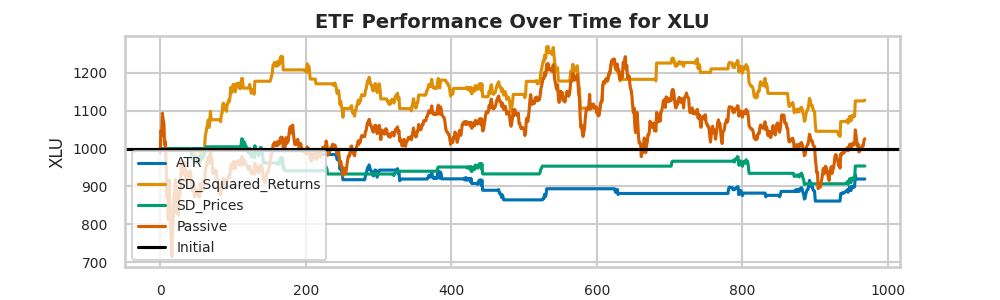 ETF Performance Over Time for XLU
XLU
1200
1100
1000
900
800
700
ATR
SD_Squared_Returns
SD_Prices
Passive
Initial
0
200
400
600
800
1000